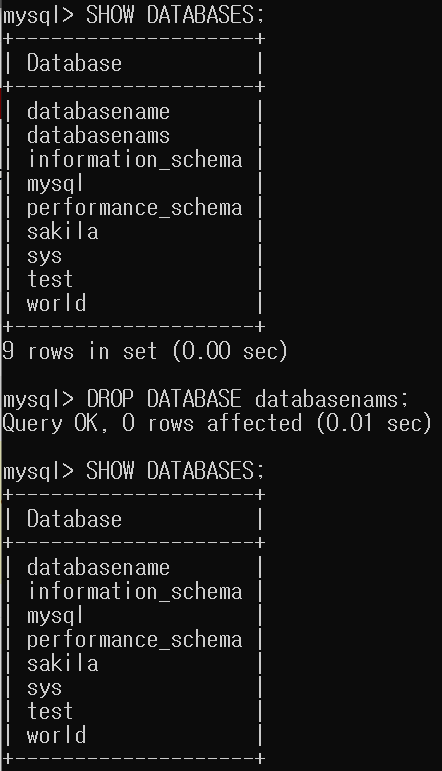 mysql> SHOW DATABASES;
+--------------------+
| Database           |
+--------------------+
| databasename       |
| databasenams       |
| information_schema |
| mysql              |
| performance_schema |
| sakila             |
| sys                |
| test               |
| world              |
+--------------------+
9 rows in set (0.00 sec)

mysql> DROP DATABASE databasenams;
Query OK, 0 rows affected (0.01 sec)

mysql> SHOW DATABASES;
+--------------------+
| Database           |
+--------------------+
| databasename       |
| information_schema |
| mysql              |
| performance_schema |
| sakila             |
| sys                |
| test               |
| world              |
+--------------------+